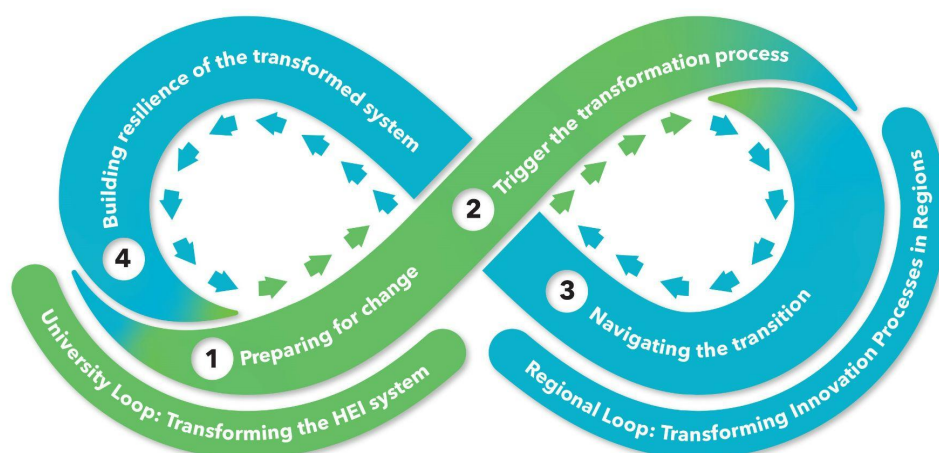 1 Preparing for change
2 Trigger the transformation process
3 Navigating the transition
4 Building resilience of the transformed system
University Loop: Transforming the HEI system
Regional Loop: Transforming Innovation Processes in Regions